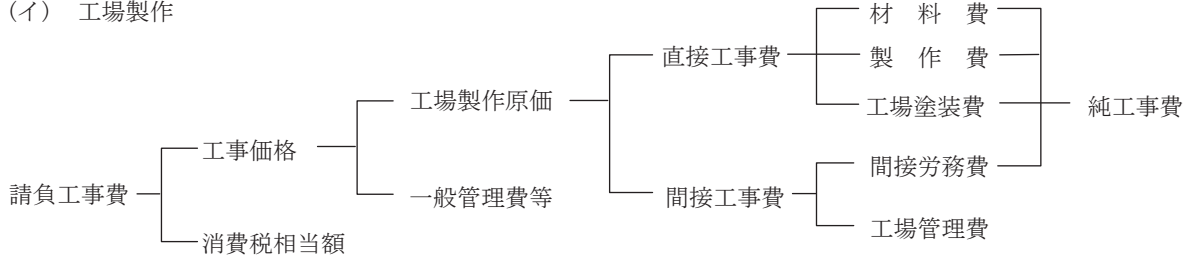 (イ) 工場製作
材 料 費
直接工事費
製 作 費
工場製作原価
工場塗装費
純工事費
工事価格
間接労務費
請負工事費
一般管理費等
間接工事費
工場管理費
消費税相当額